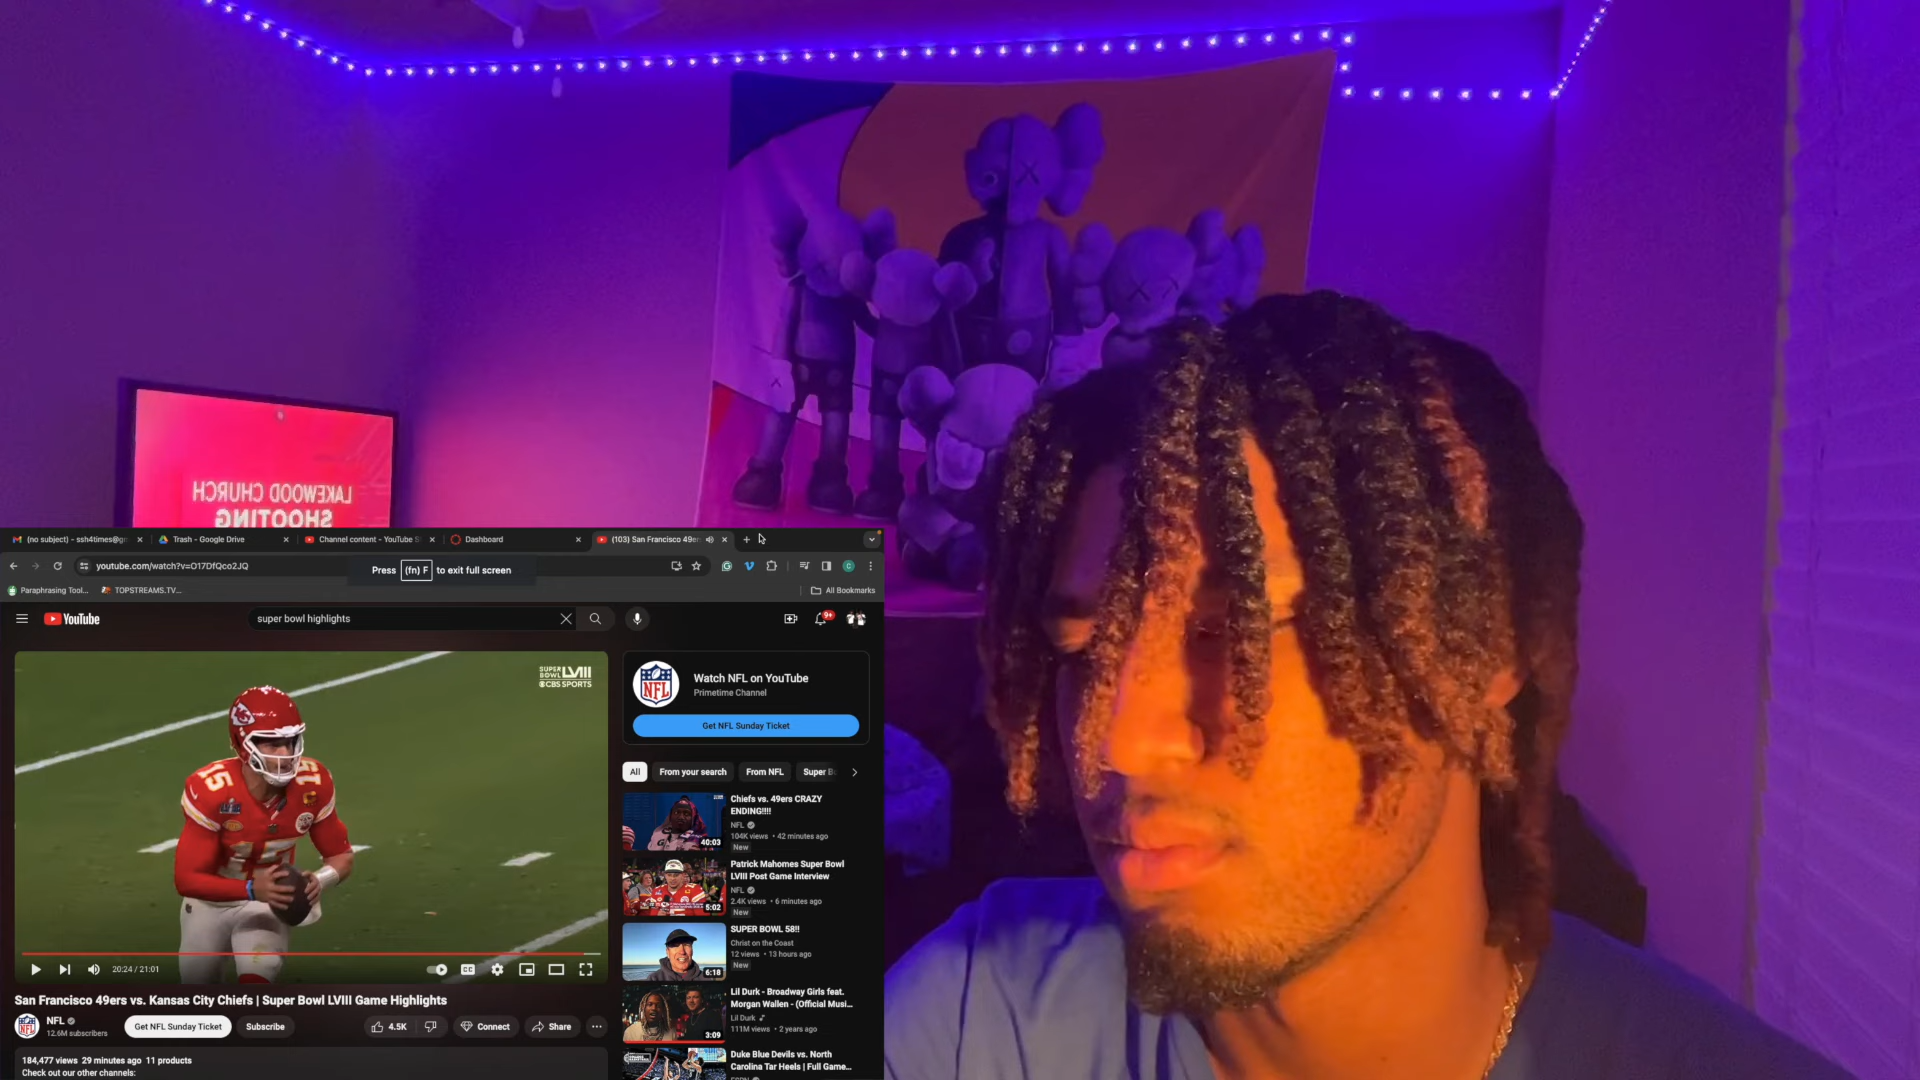 LAKEWOOD CHURCH
SHOOTING
(no subject) - ssh4times@g
Trash - Google Drive
Channel content - YouTube S
Dashboard
(103) San Francisco 49er
youtube.com/watch?v=O17DfQco2JQ
Press (fn) F to exit full screen
Paraphrasing Tool...
TOPSTREAMS.TV...
All Bookmarks
YouTube
super bowl highlights
9+
SUPER BOWL LVIII
CBS SPORTS
15 15
15
NFL
Watch NFL on YouTube
Primetime Channel
Get NFL Sunday Ticket
All
From your search
From NFL
Super B
Chiefs vs. 49ers CRAZY
ENDING!!!!
NFL
104K views • 42 minutes ago
New
40:03
Patrick Mahomes Super Bowl
LVIII Post Game Interview
NFL
2.4K views • 6 minutes ago
New
5:02
SUPER BOWL 58!!
Christ on the Coast
12 views • 13 hours ago
New
6:18
Lil Durk - Broadway Girls feat.
Morgan Wallen - (Official Musi...
Lil Durk
111M views • 2 years ago
3:09
Duke Blue Devils vs. North
Carolina Tar Heels | Full Game...
20:24 / 21:01
CC
San Francisco 49ers vs. Kansas City Chiefs | Super Bowl LVIII Game Highlights
NFL
12.6M subscribers
Get NFL Sunday Ticket
Subscribe
4.5K
Connect
Share
184,477 views 29 minutes ago 11 products
Check out our other channels: